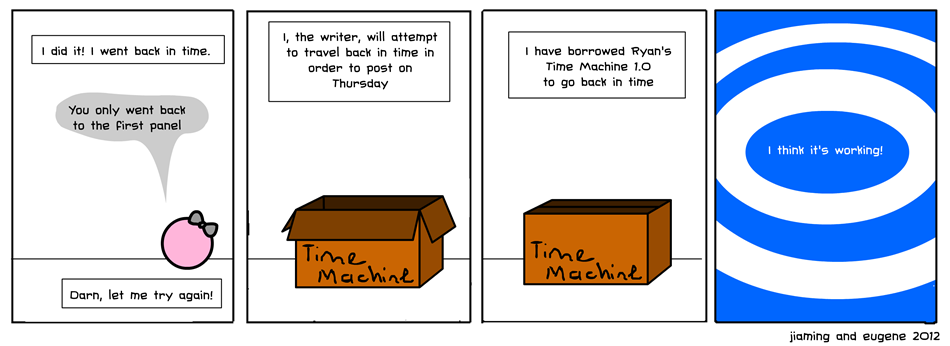 I did it! I went back in time.
You only went back
to the first panel
Darn, let me try again!
I, the writer, will attempt
to travel back in time in
order to post on
Thursday
Time
Machine
I have borrowed Ryan's
Time Machine 1.0
to go back in time
Time
Machine
I think it's working!
jiaming and eugene 2012